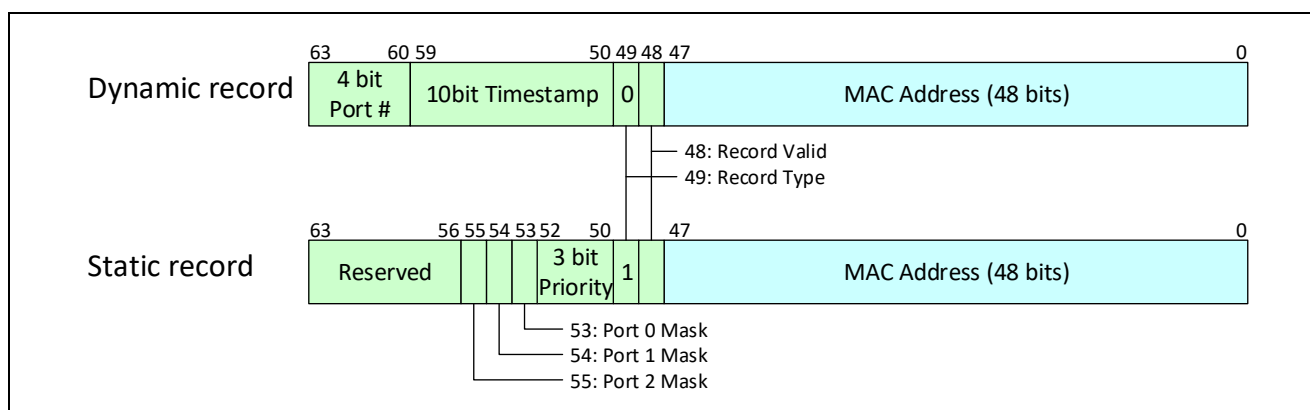 63 60 59 50 49 48 47 0
Dynamic record
4 bit
Port #
10bit Timestamp
0
MAC Address (48 bits)
48: Record Valid
49: Record Type
63 56 55 54 53 52 50 47 0
Static record
Reserved
3 bit
Priority
1
MAC Address (48 bits)
53: Port 0 Mask
54: Port 1 Mask
55: Port 2 Mask